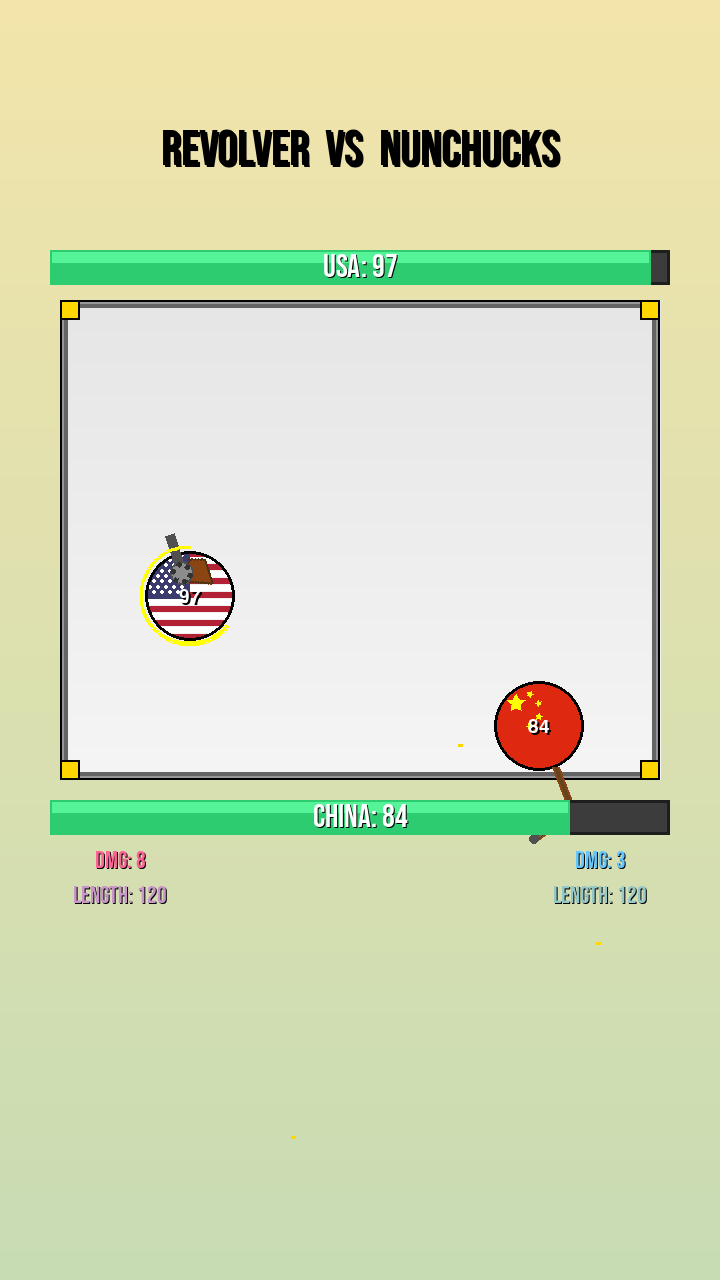 REVOLVER VS NUNCHUCKS
USA: 97
97
84
CHINA: 84
DMG: 8
DMG: 3
LENGTH: 120
LENGTH: 120